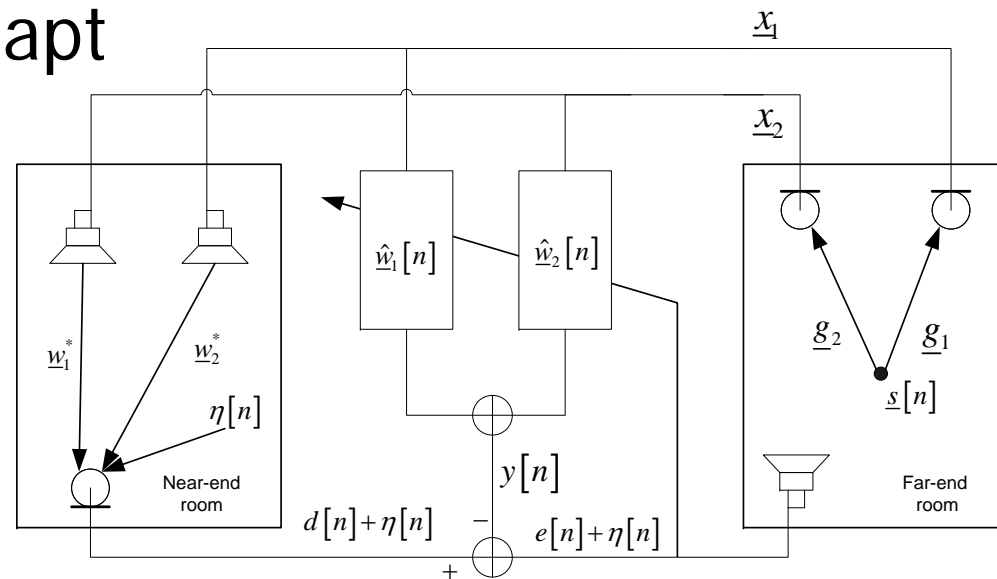 apt
x₁
x₂
ŵ₁[n]
ŵ₂[n]
w₁*
w₂*
g₂
g₁
s[n]
η[n]
Near-end
room
y[n]
Far-end
room
d[n]+η[n]
−
e[n]+η[n]
+